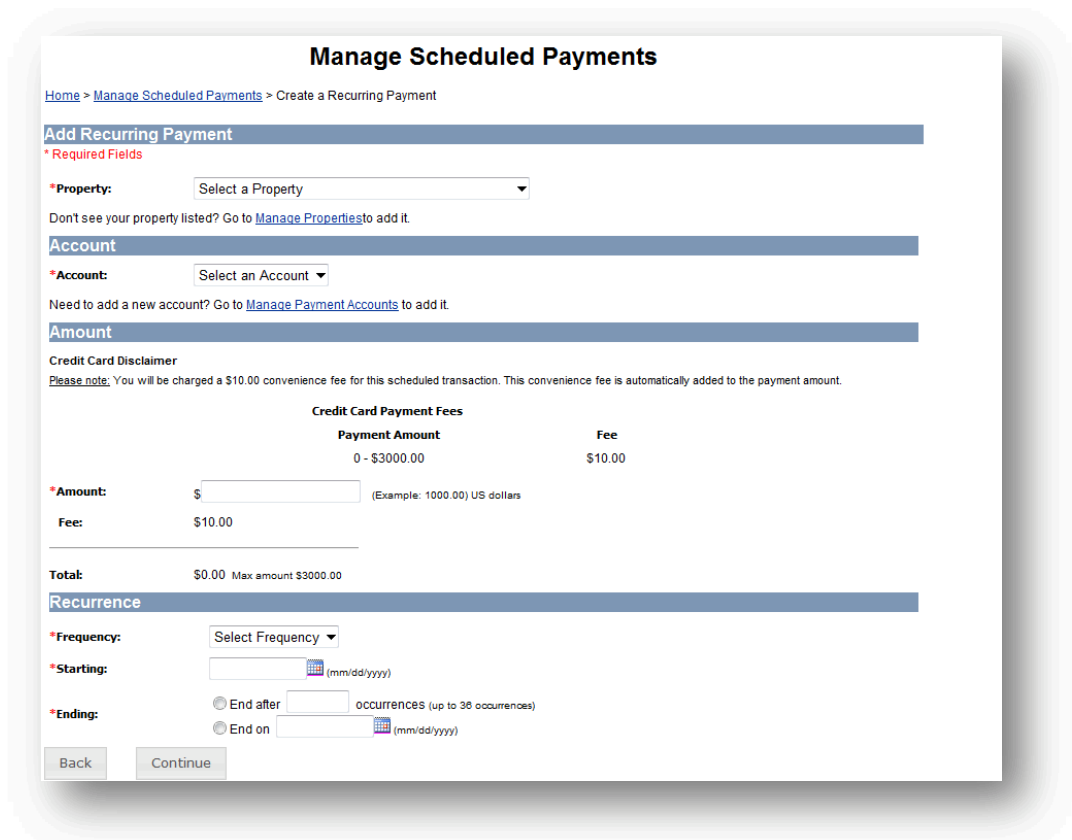 Manage Scheduled Payments
Home > Manage Scheduled Payments > Create a Recurring Payment
Add Recurring Payment
* Required Fields
*Property: Select a Property
Don't see your property listed? Go to Manage Propertiesto add it.
Account
*Account: Select an Account
Need to add a new account? Go to Manage Payment Accounts to add it.
Amount
Credit Card Disclaimer
Please note: You will be charged a $10.00 convenience fee for this scheduled transaction. This convenience fee is automatically added to the payment amount.
Credit Card Payment Fees
Payment Amount Fee
0 - $3000.00 $10.00
*Amount: $ (Example: 1000.00) US dollars
Fee: $10.00
Total: $0.00 Max amount $3000.00
Recurrence
*Frequency: Select Frequency
*Starting: (mm/dd/yyyy)
*Ending: End after occurrences (up to 36 occurrences)
End on (mm/dd/yyyy)
Back Continue